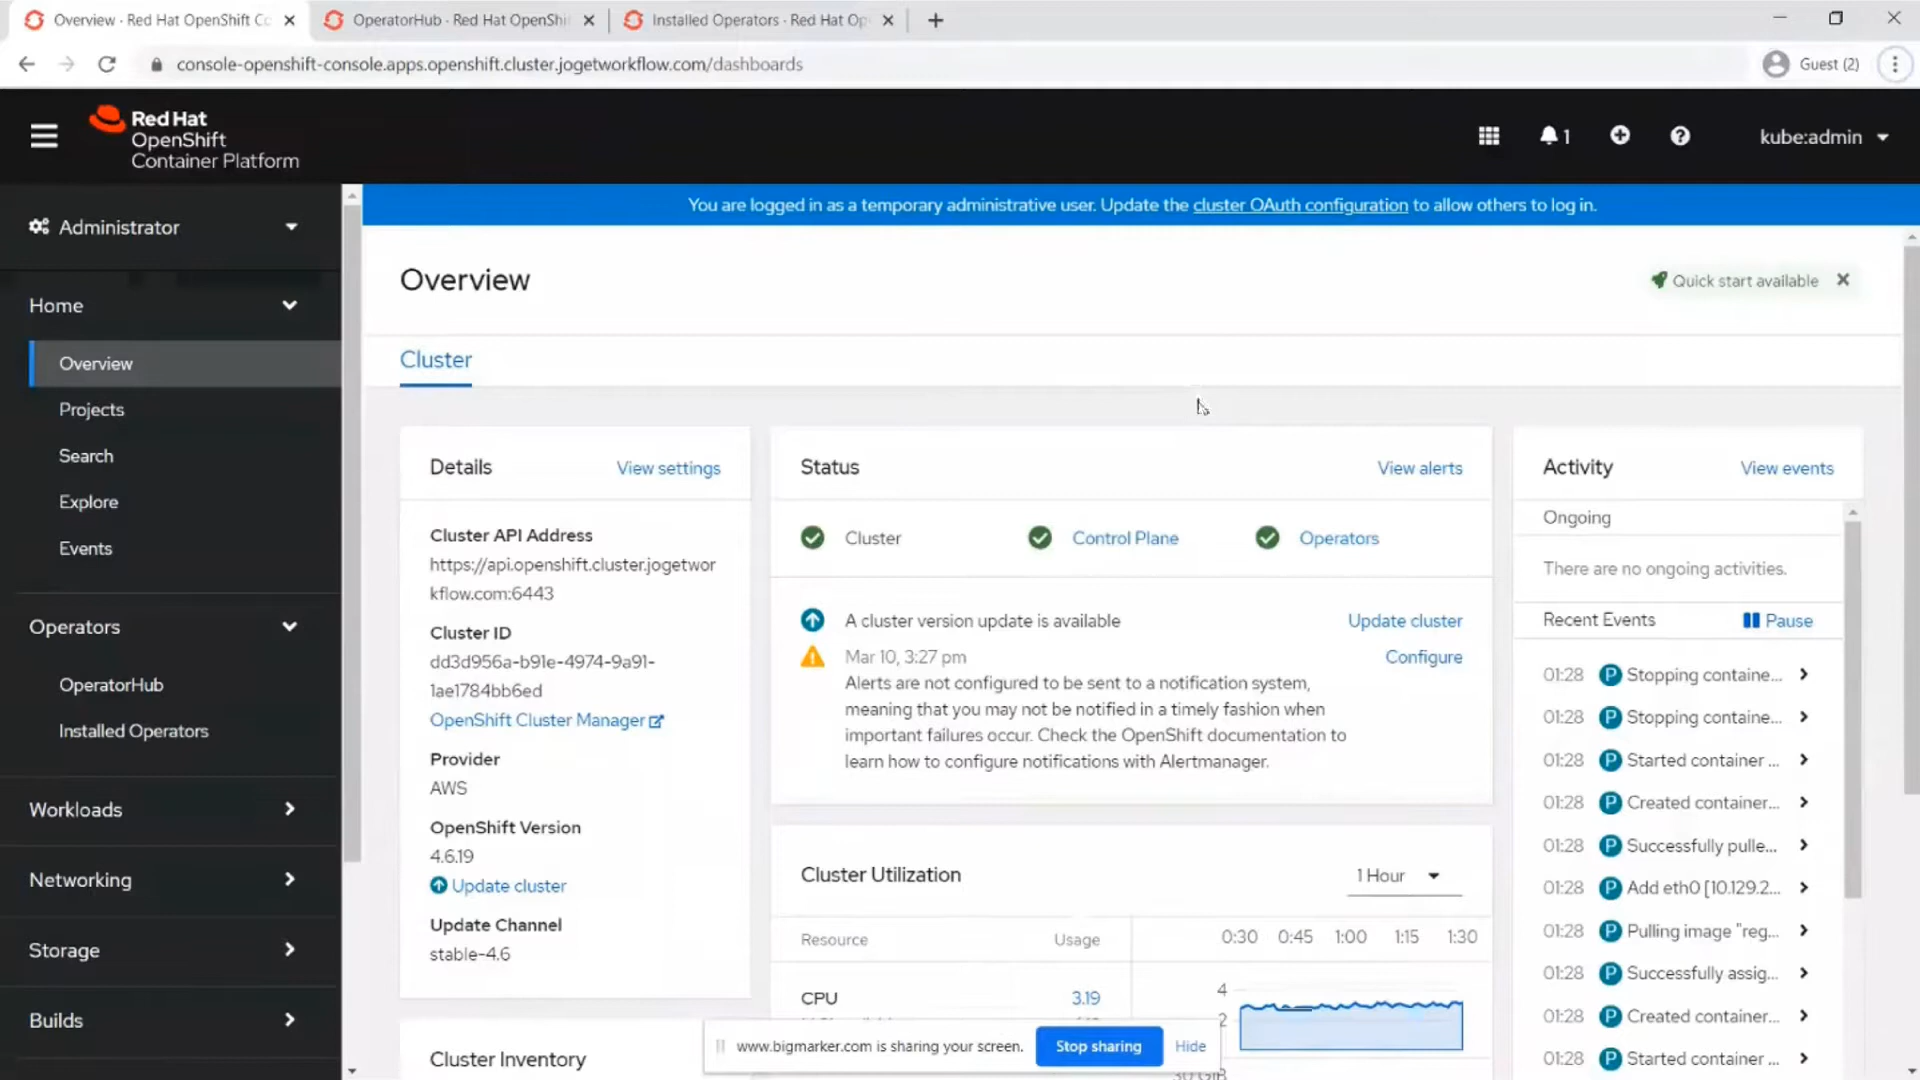 Overview · Red Hat OpenShift Co
OperatorHub · Red Hat OpenShi
Installed Operators · Red Hat Op
console-openshift-console.apps.openshift.cluster.jogetworkflow.com/dashboards
Guest (2)
Red Hat
OpenShift
Container Platform
1
kube:admin
Administrator
You are logged in as a temporary administrative user. Update the cluster OAuth configuration to allow others to log in.
Home
Overview
Projects
Search
Explore
Events
Operators
OperatorHub
Installed Operators
Workloads
Networking
Storage
Builds
Overview
Quick start available
Cluster
Details
View settings
Cluster API Address
https://api.openshift.cluster.jogetwor
kflow.com:6443
Cluster ID
dd3d956a-b91e-4974-9a91-
1ae1784bb6ed
OpenShift Cluster Manager
Provider
AWS
OpenShift Version
4.6.19
Update cluster
Update Channel
stable-4.6
Cluster Inventory
Status
View alerts
Cluster
Control Plane
Operators
A cluster version update is available
Update cluster
Mar 10, 3:27 pm
Configure
Alerts are not configured to be sent to a notification system,
meaning that you may not be notified in a timely fashion when
important failures occur. Check the OpenShift documentation to
learn how to configure notifications with Alertmanager.
Cluster Utilization
1 Hour
Resource
Usage
0:30 0:45 1:00 1:15 1:30
CPU
3.19
4
2
www.bigmarker.com is sharing your screen.
Stop sharing
Hide
Activity
View events
Ongoing
There are no ongoing activities.
Recent Events
Pause
01:28 P Stopping containe...
01:28 P Stopping containe...
01:28 P Started container ...
01:28 P Created container...
01:28 P Successfully pulle...
01:28 P Add eth0 [10.129.2...
01:28 P Pulling image "reg...
01:28 P Successfully assig...
01:28 P Created container...
01:28 P Started container ...